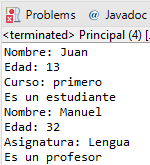 Problems @ Javadoc
<terminated> Principal (4) [
Nombre: Juan
Edad: 13
Curso: primero
Es un estudiante
Nombre: Manuel
Edad: 32
Asignatura: Lengua
Es un profesor